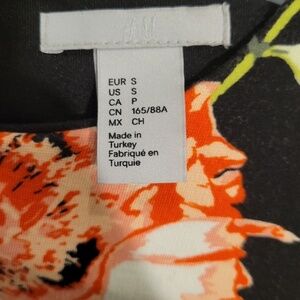 H&M
EUR S
US S
CA P
CN 165/88A
MX CH
Made in
Turkey
Fabriqué en
Turquie